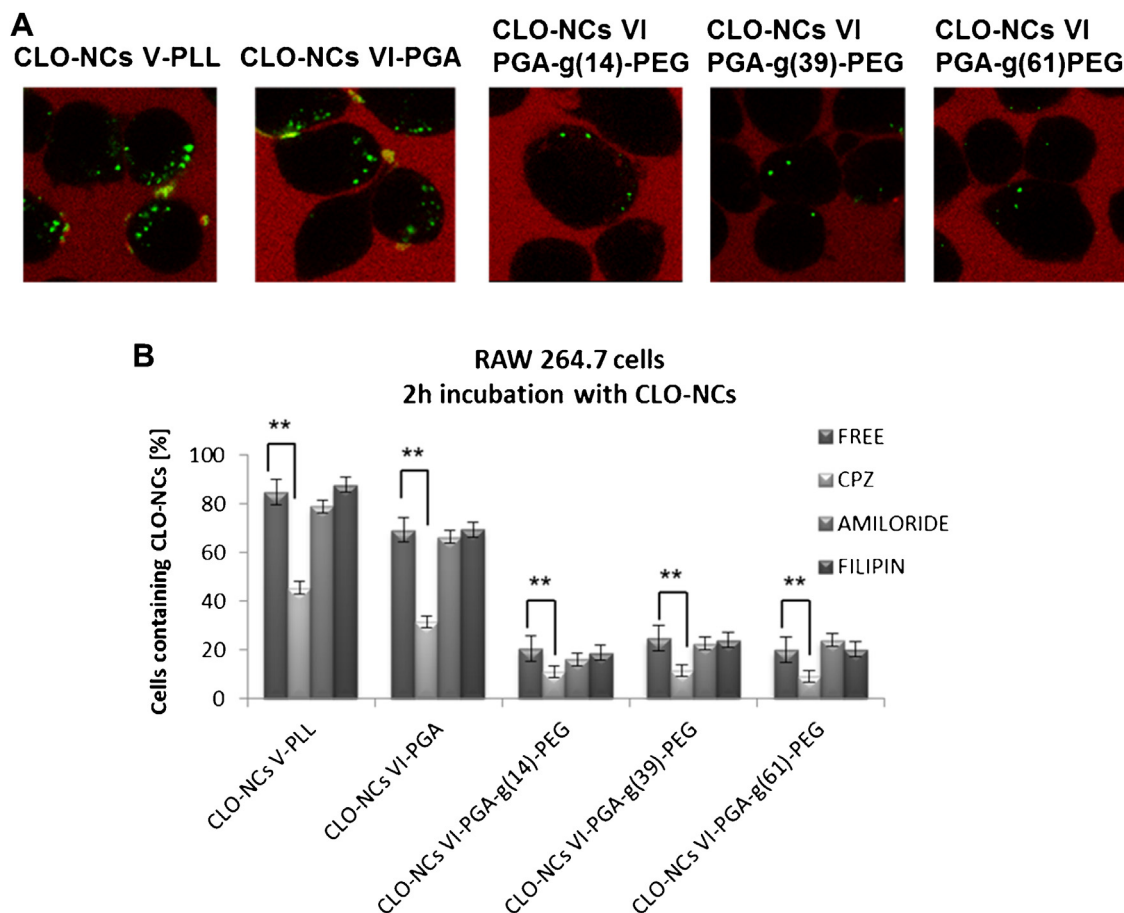 A
CLO-NCs V-PLL
CLO-NCs VI-PGA
CLO-NCs VI
PGA-g(14)-PEG
CLO-NCs VI
PGA-g(39)-PEG
CLO-NCs VI
PGA-g(61)PEG
B
RAW 264.7 cells
2h incubation with CLO-NCs
Cells containing CLO-NCs [%]
100
80
60
40
20
0
**
**
**
**
**
FREE
CPZ
AMILORIDE
FILIPIN
CLO-NCs V-PLL
CLO-NCs VI-PGA
CLO-NCs VI-PGA-g(14)-PEG
CLO-NCs VI-PGA-g(39)-PEG
CLO-NCs VI-PGA-g(61)-PEG